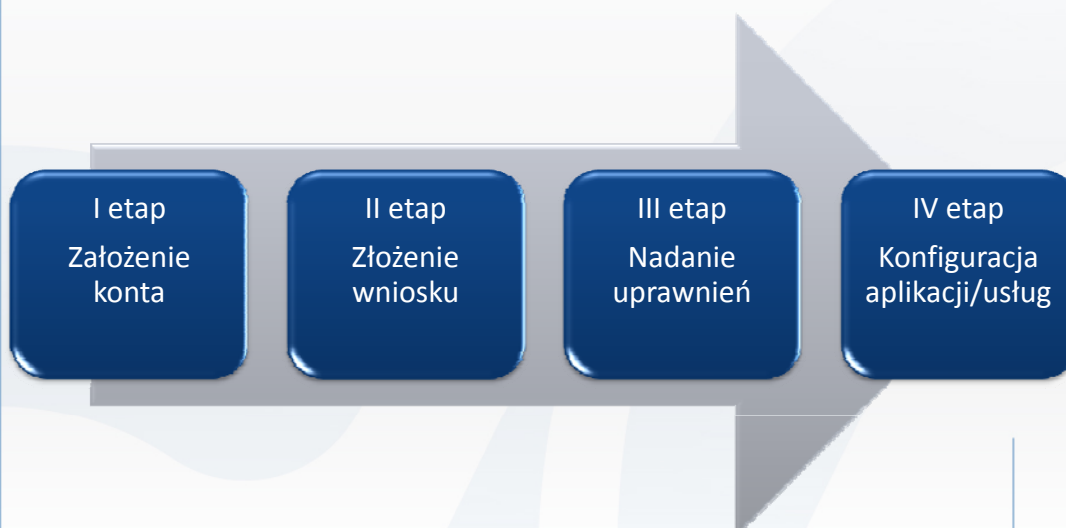 I etap
Założenie
konta
II etap
Złożenie
wniosku
III etap
Nadanie
uprawnień
IV etap
Konfiguracja
aplikacji/usług